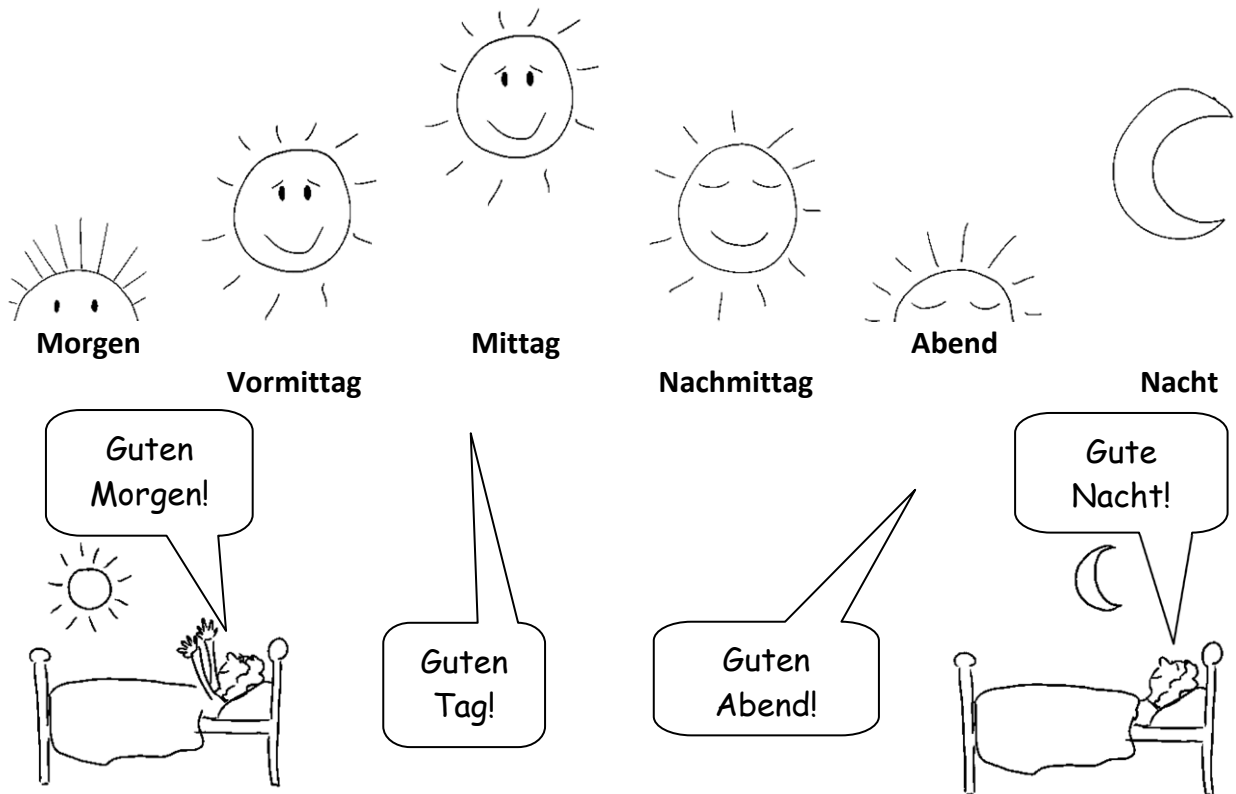 Morgen
Mittag
Abend
Vormittag
Nachmittag
Nacht
Guten
Morgen!
Gute
Nacht!
Guten
Tag!
Guten
Abend!